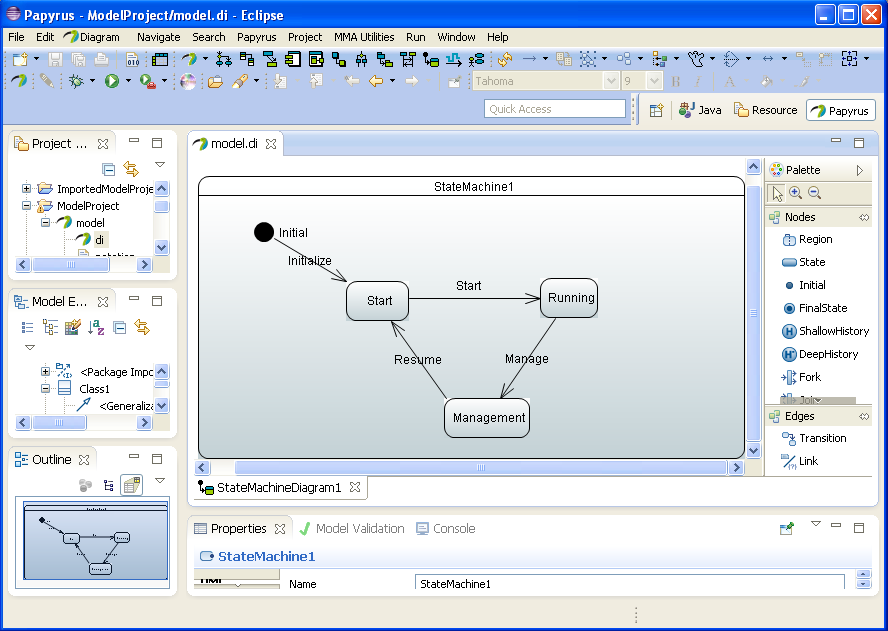 Papyrus - ModelProject/model.di - Eclipse
File Edit Diagram Navigate Search Papyrus Project MMA Utilities Run Window Help
010
Tahoma 9 B I A
Quick Access Java Resource Papyrus
Project ...
ImportedModelProje
ModelProject
model
di
Model E...
<Package Impo
Class1
<Generaliza
Outline
model.di
StateMachine1
Initial
Initialize
Start
Start
Running
Resume
Manage
Management
StateMachineDiagram1
Palette
Nodes
Region
State
Initial
FinalState
ShallowHistory
DeepHistory
Fork
Edges
Transition
Link
Properties Model Validation Console
StateMachine1
UML Name StateMachine1